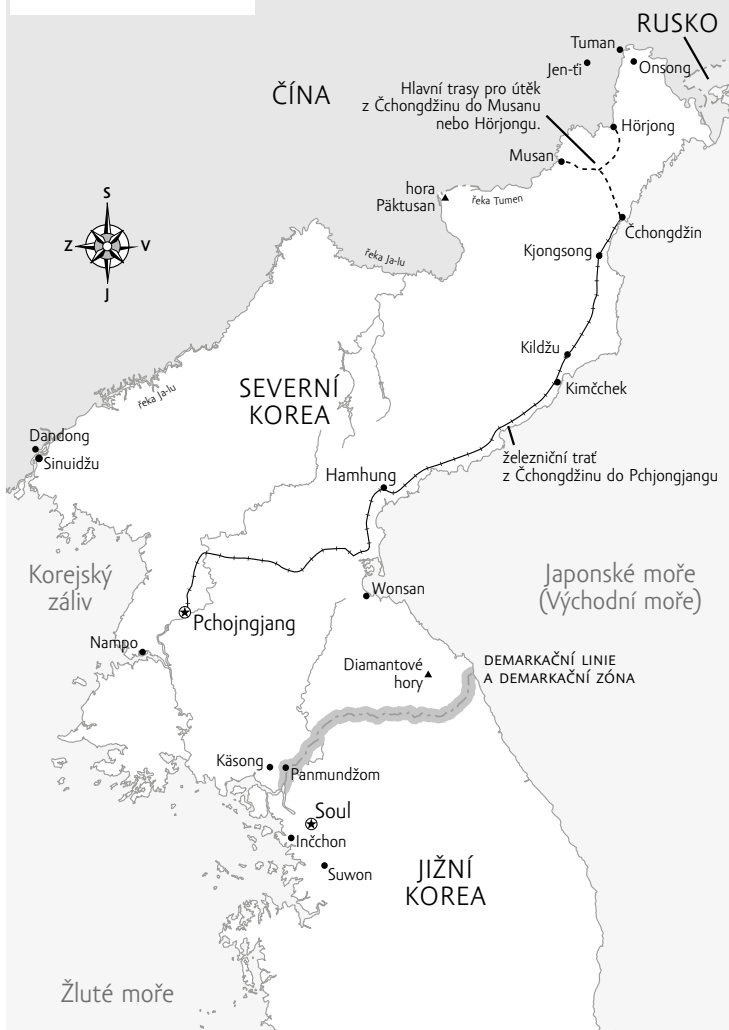 RUSKO
Tuman
Jen-ťi
Onsong
ČÍNA
Hlavní trasy pro útěk
z Čchongdžinu do Musanu
nebo Hörjongu.
Hörjong
Musan
hora
Päktusan
řeka Tumen
S
Z
V
J
Čchongdžin
Kjongsong
řeka Ja-lu
Kildžu
SEVERNÍ
KOREA
Kimčchek
řeka Ja-lu
Dandong
Sinuidžu
železniční trať
z Čchongdžinu do Pchjongjangu
Hamhung
Korejský
záliv
Japonské moře
(Východní moře)
Wonsan
Pchojngjang
Nampo
Diamantové
hory
DEMARKAČNÍ LINIE
A DEMARKAČNÍ ZÓNA
Käsong
Panmundžom
Soul
Inčchon
Suwon
JIŽNÍ
KOREA
Žluté moře